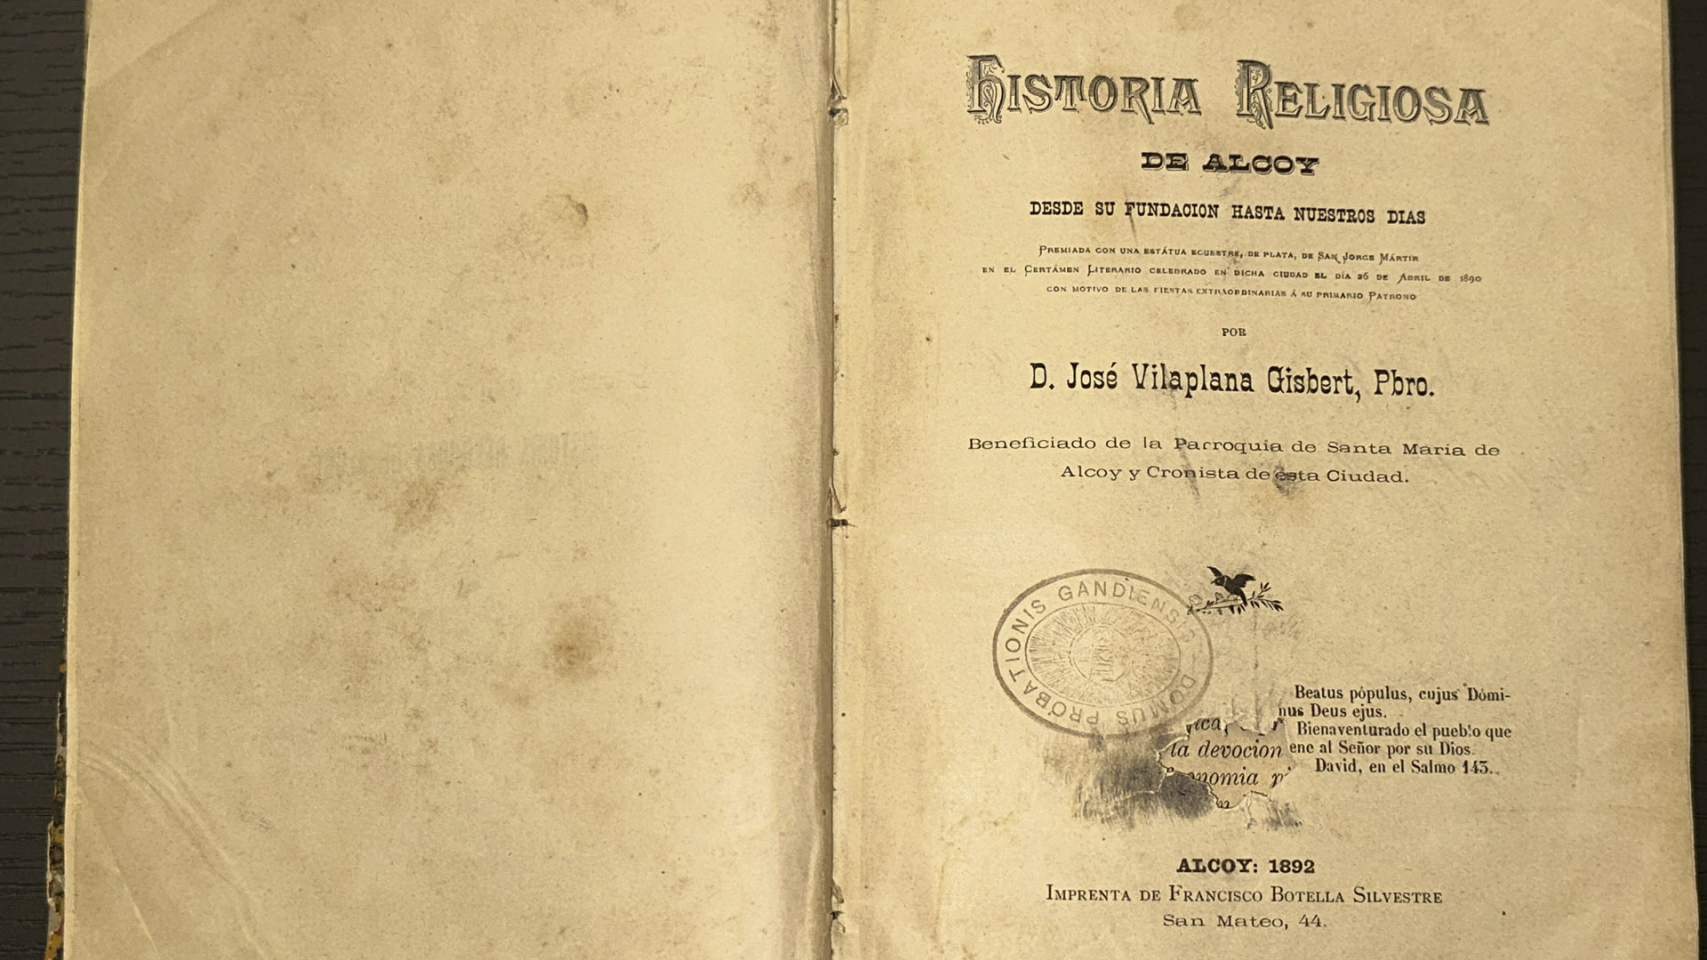 HISTORIA RELIGIOSA
DE ALCOY
DESDE SU FUNDACION HASTA NUESTROS DIAS
PREMIADA CON UNA ESTÁTUA ECUESTRE, DE PLATA, DE SAN JORGE MÁRTIR
EN EL CERTÁMEN LITERARIO CELEBRADO EN DICHA CIUDAD EL DÍA 26 DE ABRIL DE 1890
CON MOTIVO DE LAS FIESTAS EXTRAORDINARIAS Á SU PRIMARIO PATRONO
POR
D. José Vilaplana Gisbert, Pbro.
Beneficiado de la Parroquia de Santa María de
Alcoy y Cronista de ésta Ciudad.
DOMUS PROBATIONIS GANDIENSIS
Beatus pópulus, cujus Dómi-
nus Deus ejus.
Bienaventurado el pueblo que
ene al Señor por su Dios.
David, en el Salmo 143.
ica,
la devocion
onomia p
ALCOY: 1892
IMPRENTA DE FRANCISCO BOTELLA SILVESTRE
San Mateo, 44.